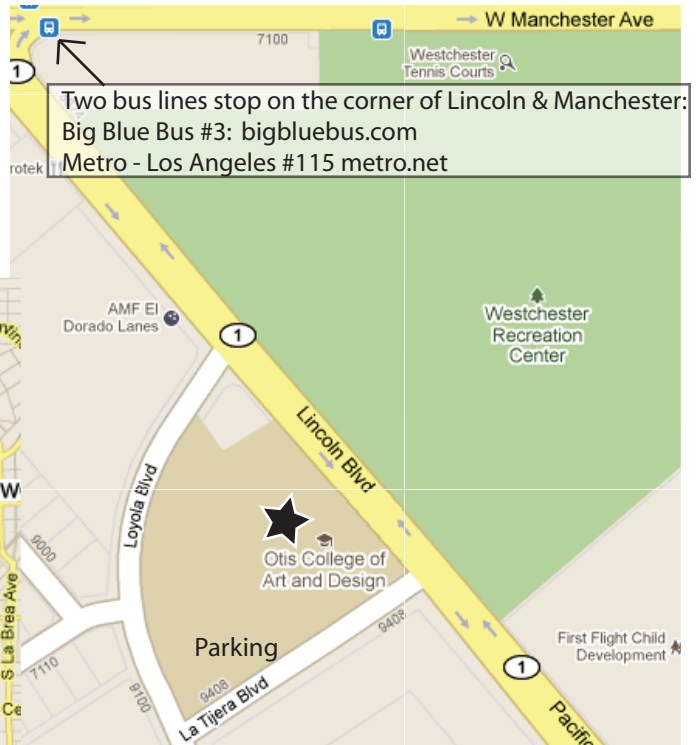 W Manchester Ave
7100
Westchester
Tennis Courts
1
Two bus lines stop on the corner of Lincoln & Manchester:
Big Blue Bus #3: bigbluebus.com
Metro - Los Angeles #115 metro.net
rotek
AMF El
Dorado Lanes
Westchester
Recreation
Center
1
Lincoln Blvd
Loyola Blvd
W
9000
Otis College of
Art and Design
S La Brea Ave
9408
Parking
First Flight Child
Development
7110
9100
9408
La Tijera Blvd
1
Pacific
Ce